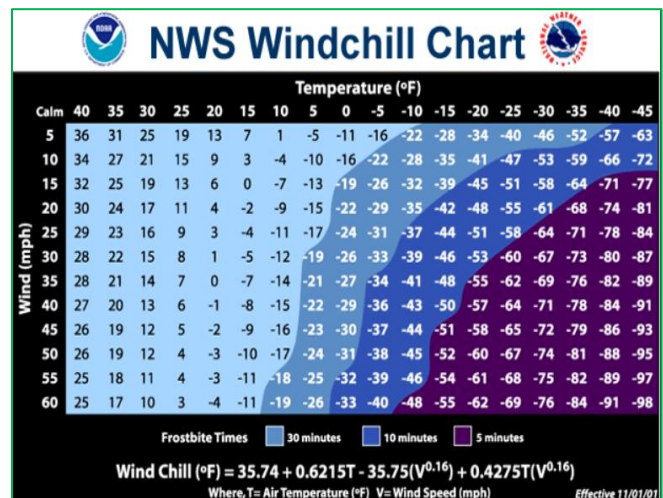 NWS Windchill Chart
NOAA
Temperature (°F)
Calm 40 35 30 25 20 15 10 5 0 -5 -10 -15 -20 -25 -30 -35 -40 -45
Wind (mph)
5 36 31 25 19 13 7 1 -5 -11 -16 -22 -28 -34 -40 -46 -52 -57 -63
10 34 27 21 15 9 3 -4 -10 -16 -22 -28 -35 -41 -47 -53 -59 -66 -72
15 32 25 19 13 6 0 -7 -13 -19 -26 -32 -39 -45 -51 -58 -64 -71 -77
20 30 24 17 11 4 -2 -9 -15 -22 -29 -35 -42 -48 -55 -61 -68 -74 -81
25 29 23 16 9 3 -4 -11 -17 -24 -31 -37 -44 -51 -58 -64 -71 -78 -84
30 28 22 15 8 1 -5 -12 -19 -26 -33 -39 -46 -53 -60 -67 -73 -80 -87
35 28 21 14 7 0 -7 -14 -21 -27 -34 -41 -48 -55 -62 -69 -76 -82 -89
40 27 20 13 6 -1 -8 -15 -22 -29 -36 -43 -50 -57 -64 -71 -78 -84 -91
45 26 19 12 5 -2 -9 -16 -23 -30 -37 -44 -51 -58 -65 -72 -79 -86 -93
50 26 19 12 4 -3 -10 -17 -24 -31 -38 -45 -52 -60 -67 -74 -81 -88 -95
55 25 18 11 4 -3 -11 -18 -25 -32 -39 -46 -54 -61 -68 -75 -82 -89 -97
60 25 17 10 3 -4 -11 -19 -26 -33 -40 -48 -55 -62 -69 -76 -84 -91 -98
Frostbite Times 30 minutes 10 minutes 5 minutes
Wind Chill (°F) = 35.74 + 0.6215T - 35.75(V^0.16) + 0.4275T(V^0.16)
Where, T= Air Temperature (°F) V= Wind Speed (mph)
Effective 11/01/01